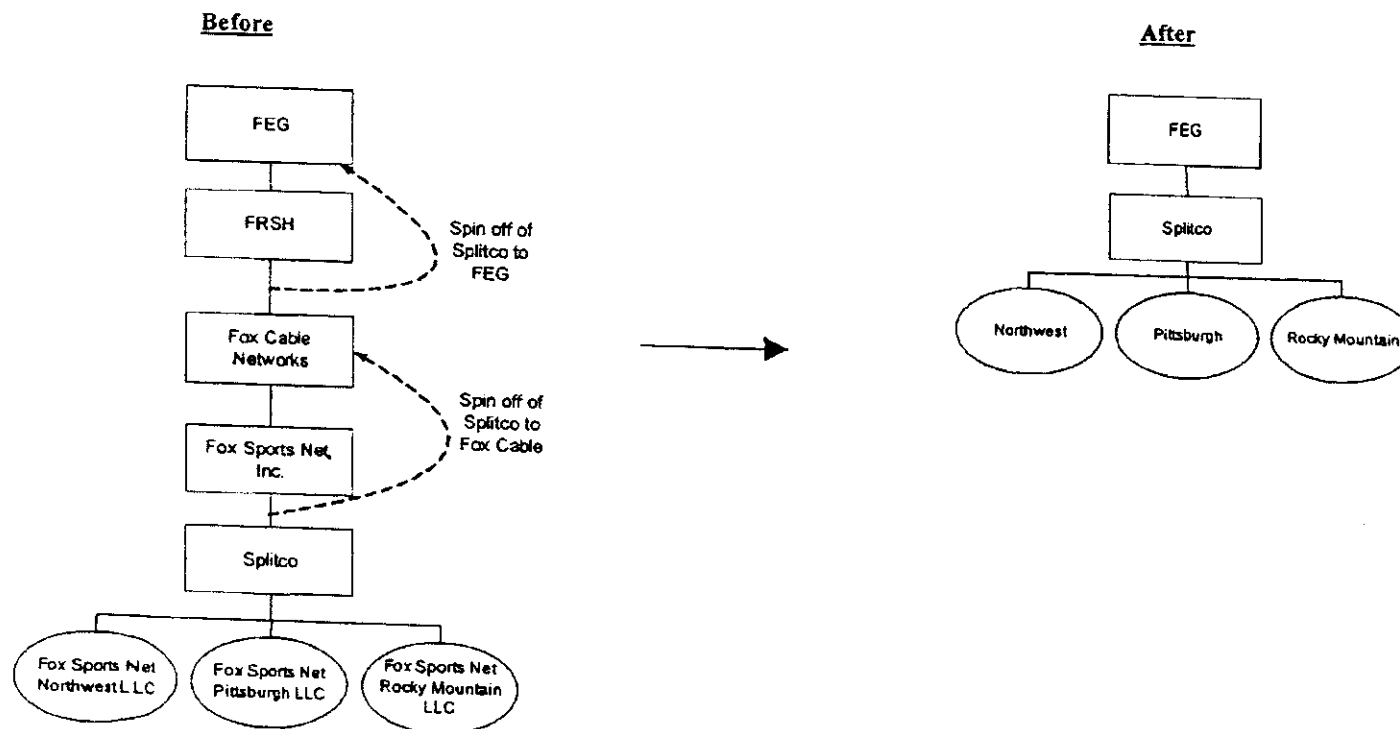 Before
FEG
FRSH
Spin off of
Splitco to
FEG
Fox Cable
Networks
Spin off of
Splitco to
Fox Cable
Fox Sports Net,
Inc.
Splitco
Fox Sports Net
Northwest LLC
Fox Sports Net
Pittsburgh LLC
Fox Sports Net
Rocky Mountain
LLC
After
FEG
Splitco
Northwest
Pittsburgh
Rocky Mountain